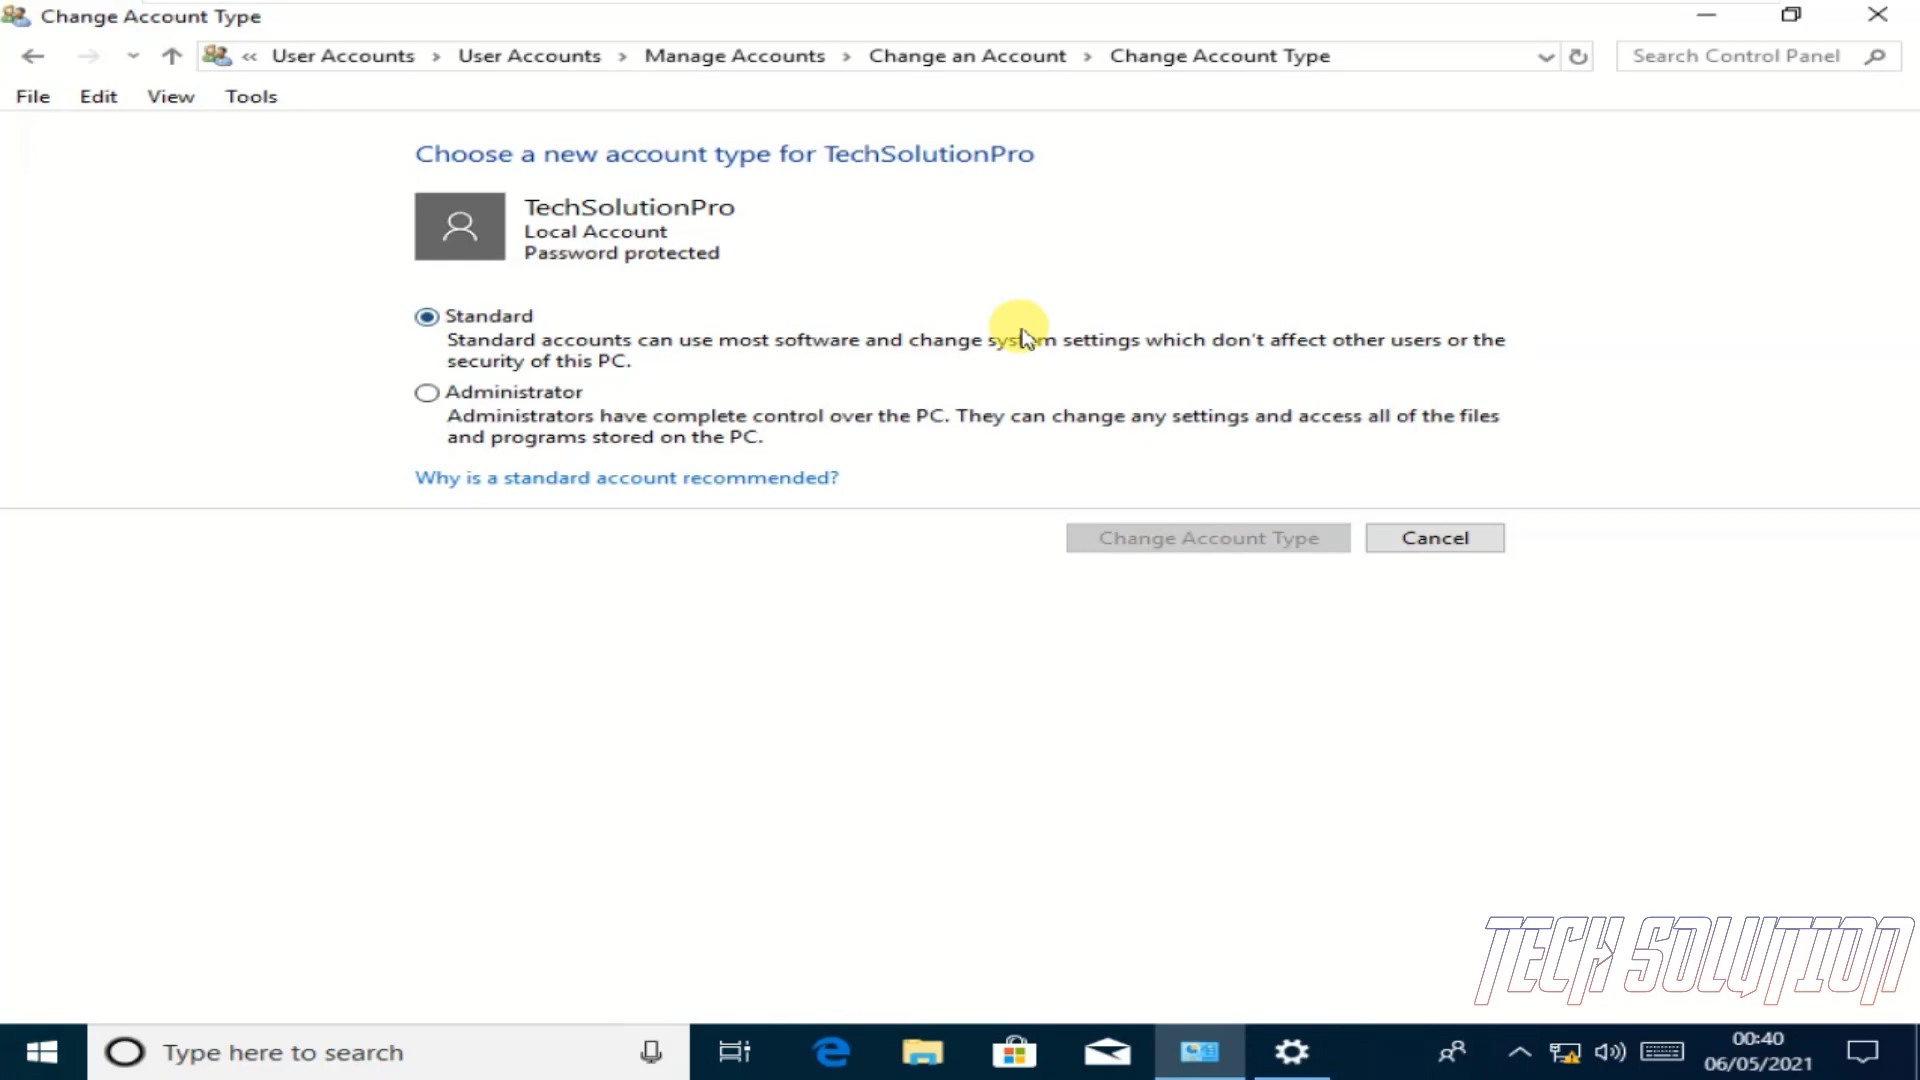 Change Account Type
« User Accounts › User Accounts › Manage Accounts › Change an Account › Change Account Type
Search Control Panel
File Edit View Tools
Choose a new account type for TechSolutionPro
TechSolutionPro
Local Account
Password protected
Standard
Standard accounts can use most software and change system settings which don't affect other users or the
security of this PC.
Administrator
Administrators have complete control over the PC. They can change any settings and access all of the files
and programs stored on the PC.
Why is a standard account recommended?
Change Account Type
Cancel
TECH SOLUTION
Type here to search
00:40
06/05/2021